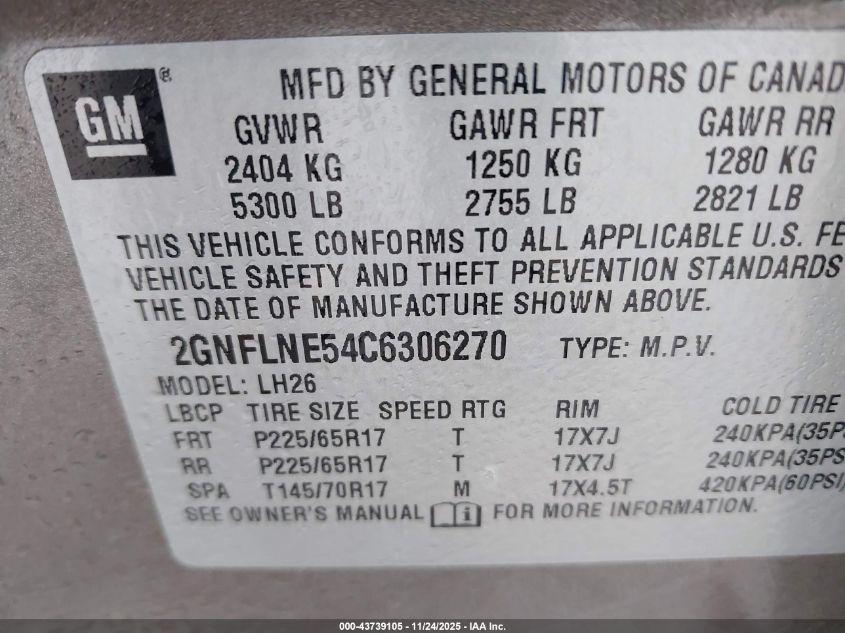 GM
®
MFD BY GENERAL MOTORS OF CANAD
GVWR GAWR FRT GAWR RR
2404 KG 1250 KG 1280 KG
5300 LB 2755 LB 2821 LB
THIS VEHICLE CONFORMS TO ALL APPLICABLE U.S. FE
VEHICLE SAFETY AND THEFT PREVENTION STANDARDS
THE DATE OF MANUFACTURE SHOWN ABOVE.
2GNFLNE54C6306270 TYPE: M.P.V.
MODEL: LH26
LBCP TIRE SIZE SPEED RTG RIM COLD TIRE
FRT P225/65R17 T 17X7J 240KPA(35PS
RR P225/65R17 T 17X7J 240KPA(35PS
SPA T145/70R17 M 17X4.5T 420KPA(60PSI)
SEE OWNER'S MANUAL i FOR MORE INFORMATION.
000-43739105 - 11/24/2025 - IAA Inc.